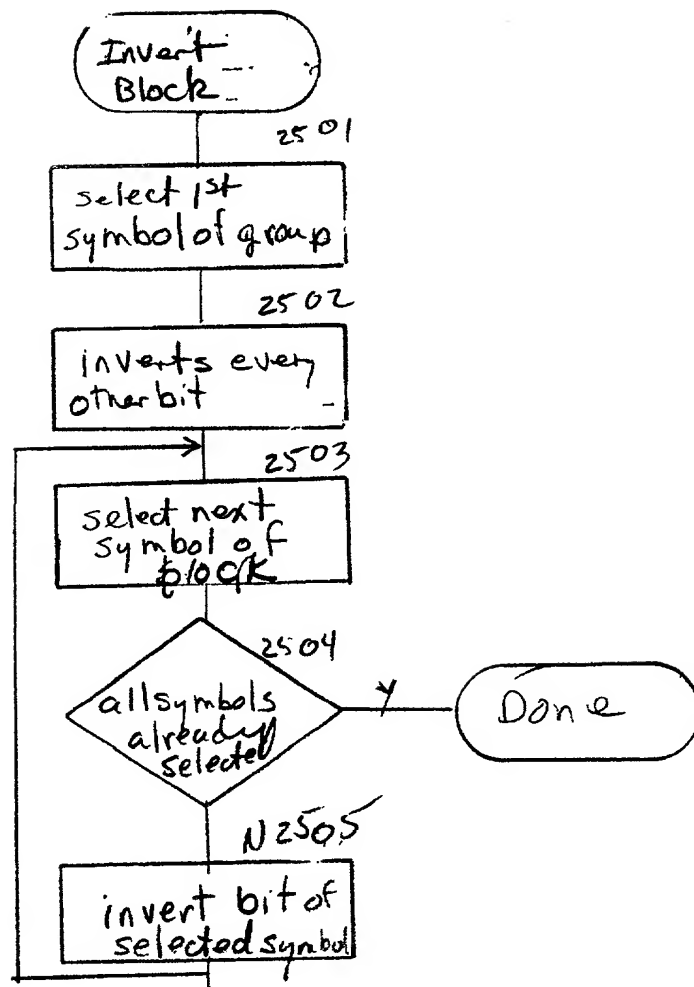 Invert
Block
2501
select 1st
symbol of group
2502
inverts every
other bit
2503
select next
symbol of
block
2504
all symbols
already
selected
Y
Done
N 2505
invert bit of
selected symbol